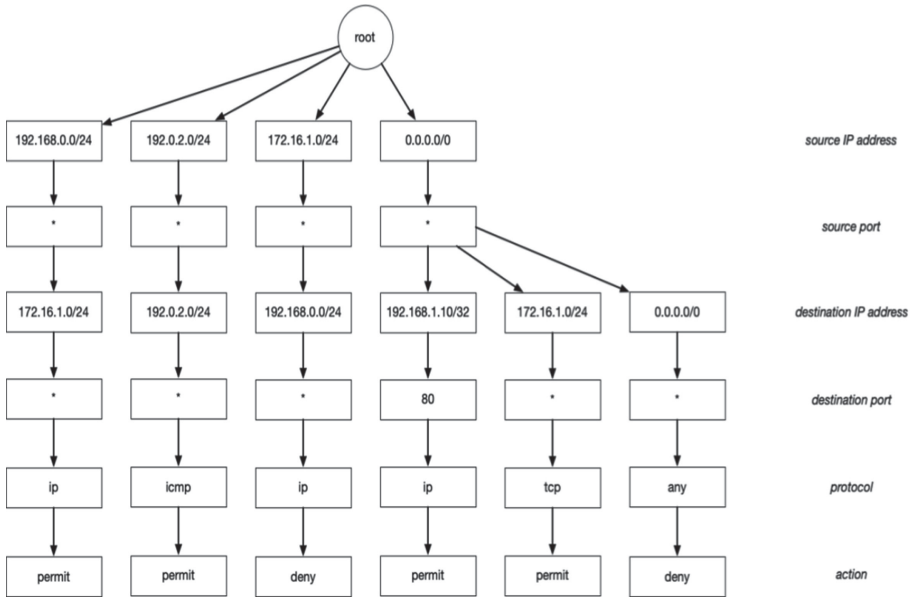 root
192.168.0.0/24 192.0.2.0/24 172.16.1.0/24 0.0.0.0/0 source IP address
* * * * source port
172.16.1.0/24 192.0.2.0/24 192.168.0.0/24 192.168.1.10/32 172.16.1.0/24 0.0.0.0/0 destination IP address
* * * 80 * * destination port
ip icmp ip ip tcp any protocol
permit permit deny permit permit deny action